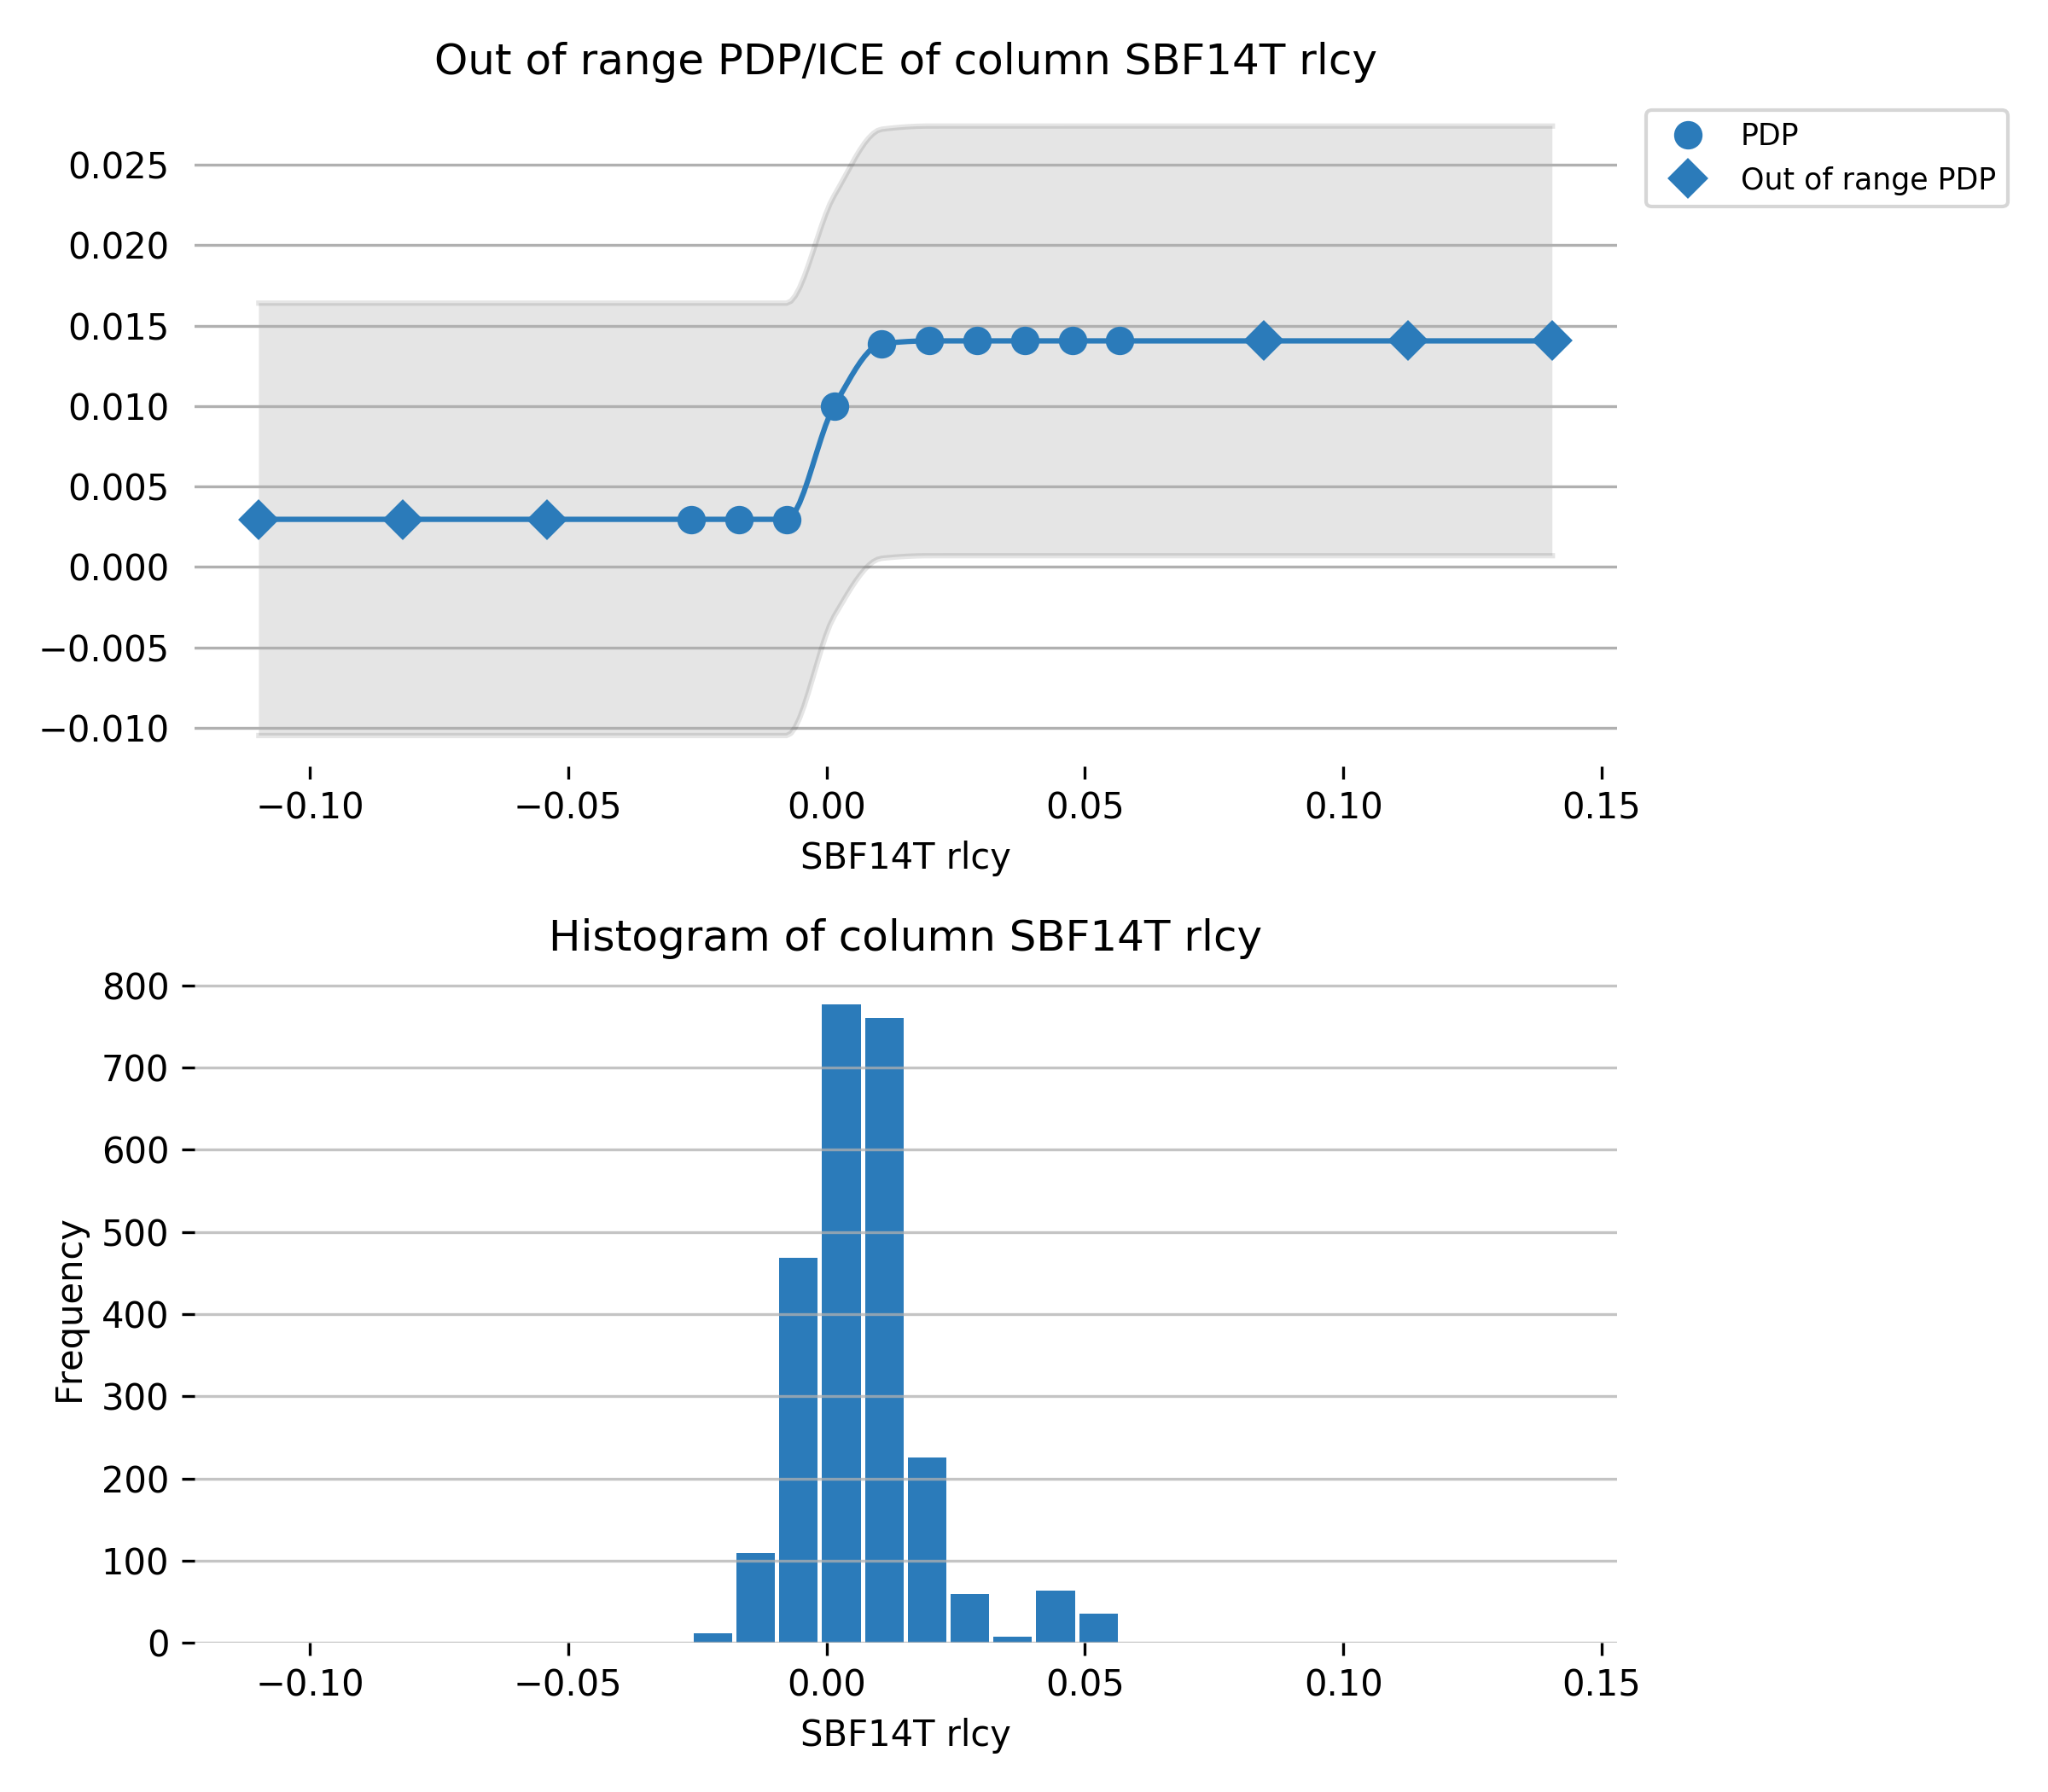 Out of range PDP/ICE of column SBF14T rlcy
PDP
Out of range PDP
0.025
0.020
0.015
0.010
0.005
0.000
−0.005
−0.010
−0.10 −0.05 0.00 0.05 0.10 0.15
SBF14T rlcy
Histogram of column SBF14T rlcy
800
700
600
500
400
300
200
100
0
Frequency
−0.10 −0.05 0.00 0.05 0.10 0.15
SBF14T rlcy